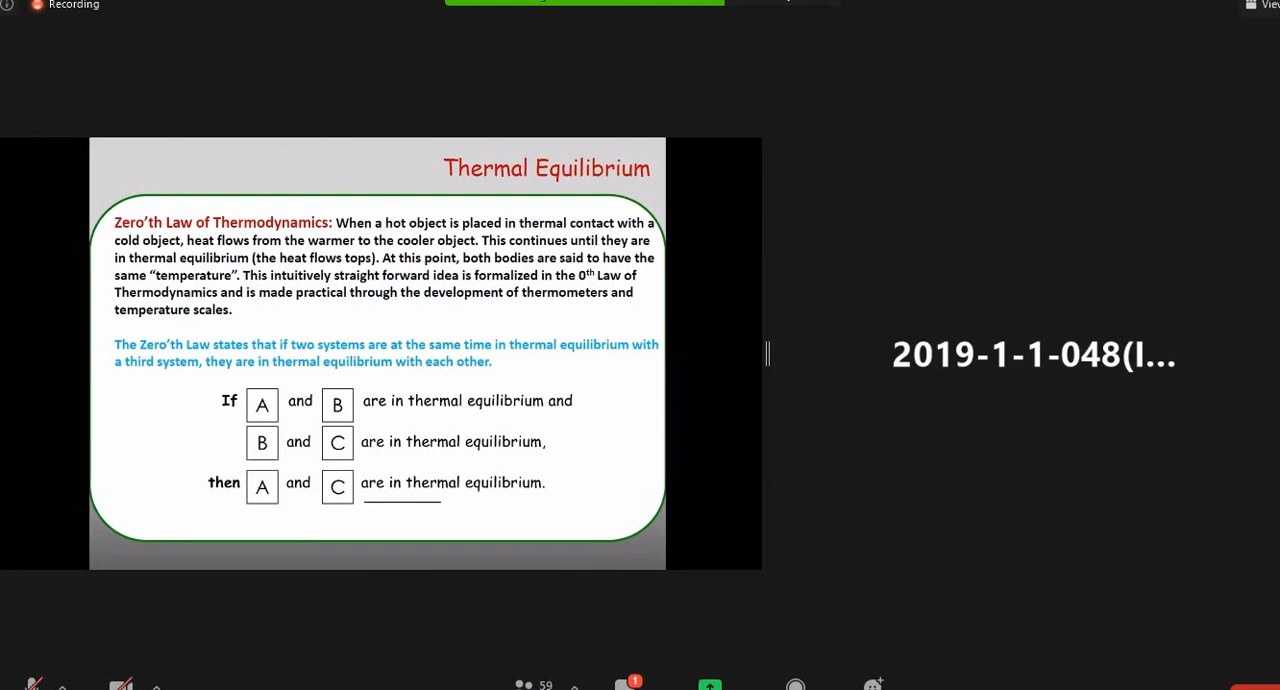 Recording
View
Thermal Equilibrium
Zero'th Law of Thermodynamics: When a hot object is placed in thermal contact with a
cold object, heat flows from the warmer to the cooler object. This continues until they are
in thermal equilibrium (the heat flows tops). At this point, both bodies are said to have the
same “temperature”. This intuitively straight forward idea is formalized in the 0th Law of
Thermodynamics and is made practical through the development of thermometers and
temperature scales.
The Zero'th Law states that if two systems are at the same time in thermal equilibrium with
a third system, they are in thermal equilibrium with each other.
If A and B are in thermal equilibrium and
B and C are in thermal equilibrium,
then A and C are in thermal equilibrium.
2019-1-1-048(I...
59
1